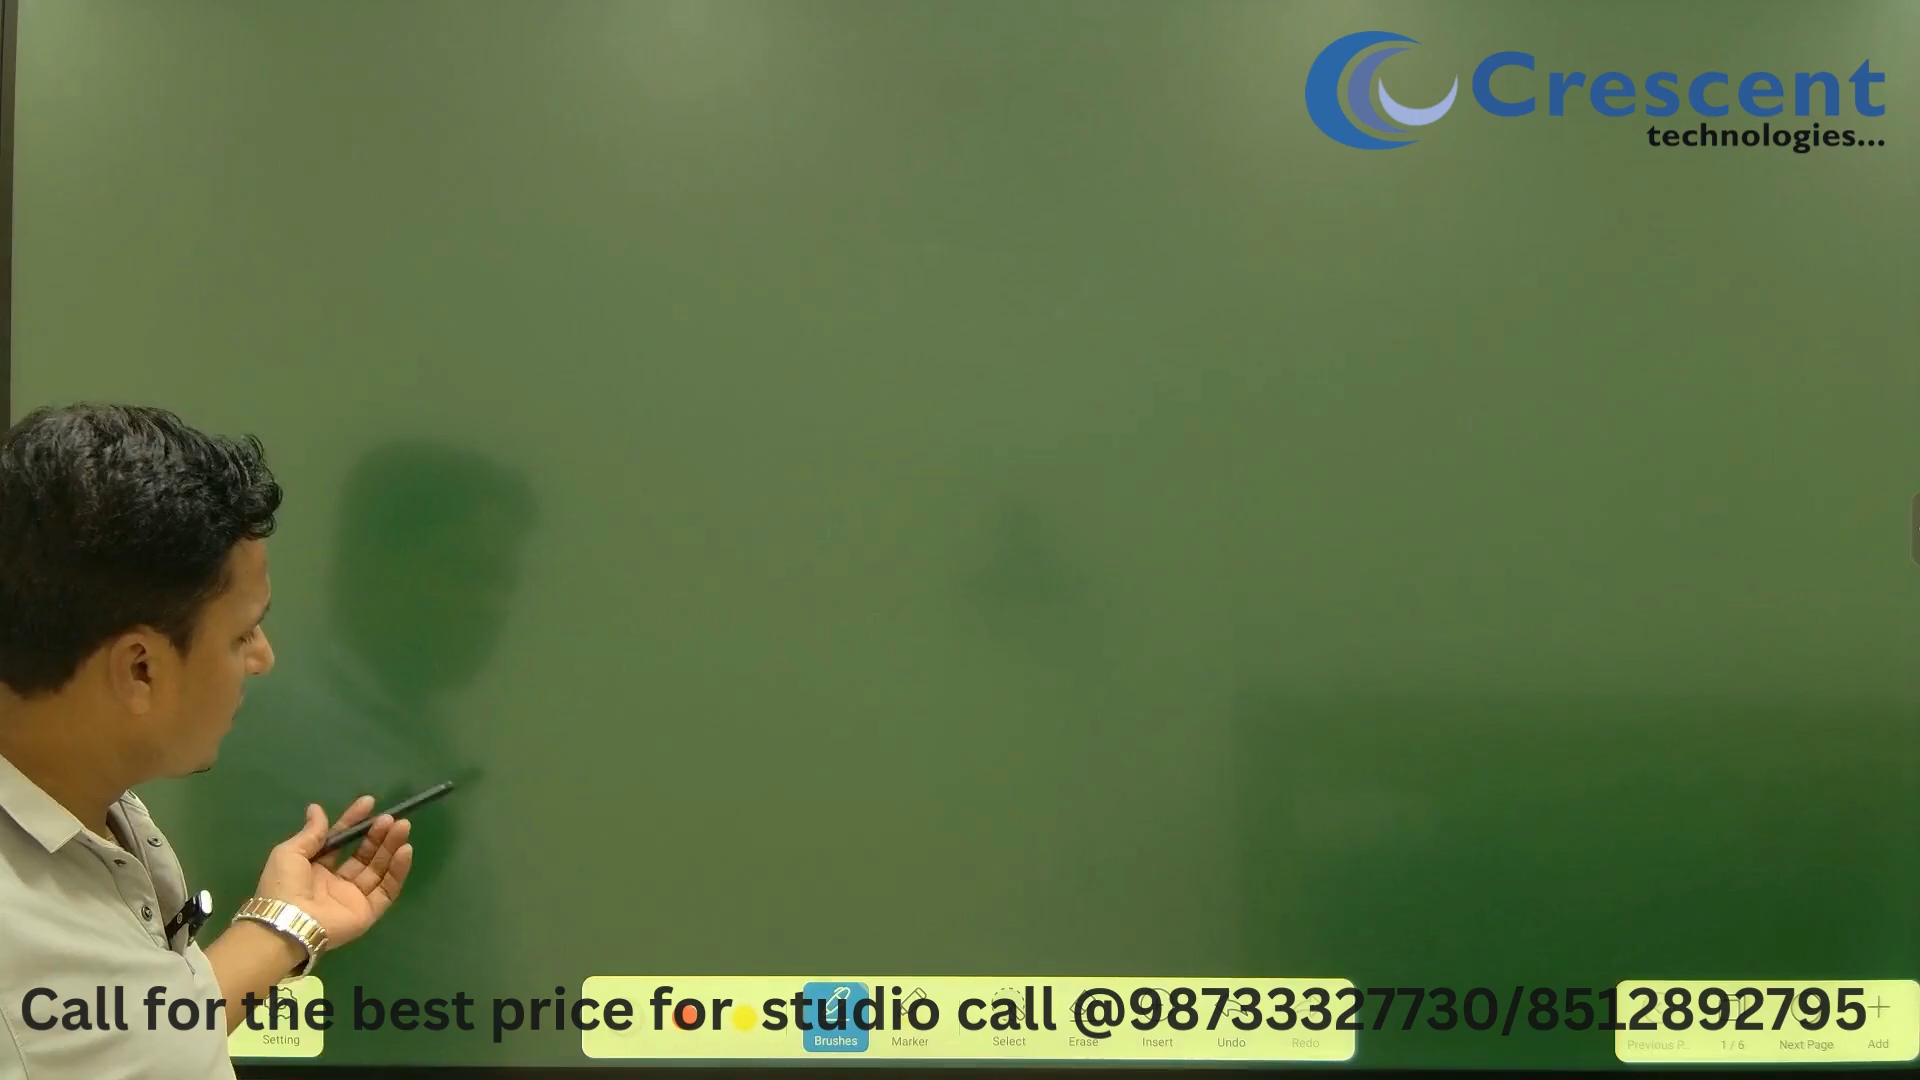 Crescent
technologies...
Call for the best price for studio call @98733327730/8512892795
Setting
Brushes
Marker
Select
Erase
Insert
Undo
Redo
Previous P...
1 / 6
Next Page
Add